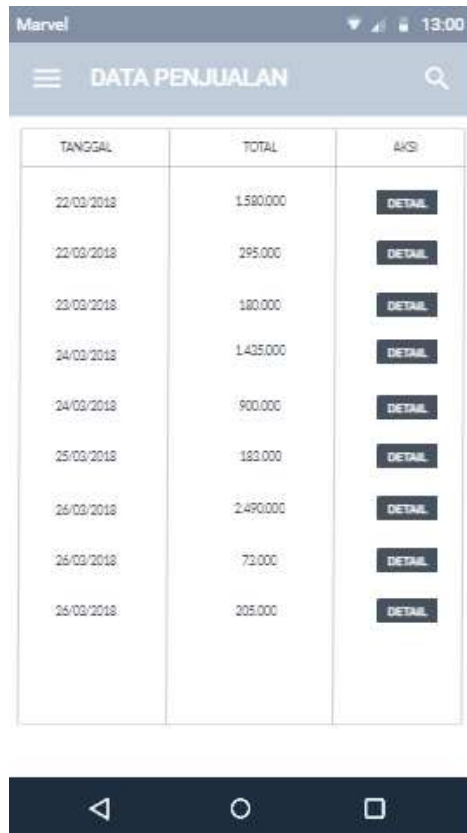 Marvel 13:00
DATA PENJUALAN
TANGGAL TOTAL AKSI
22/03/2018 1.580.000 DETAIL
22/03/2018 295.000 DETAIL
23/03/2018 180.000 DETAIL
24/03/2018 1.435.000 DETAIL
24/03/2018 900.000 DETAIL
25/03/2018 183.000 DETAIL
26/03/2018 2.490.000 DETAIL
26/03/2018 73.000 DETAIL
26/03/2018 205.000 DETAIL